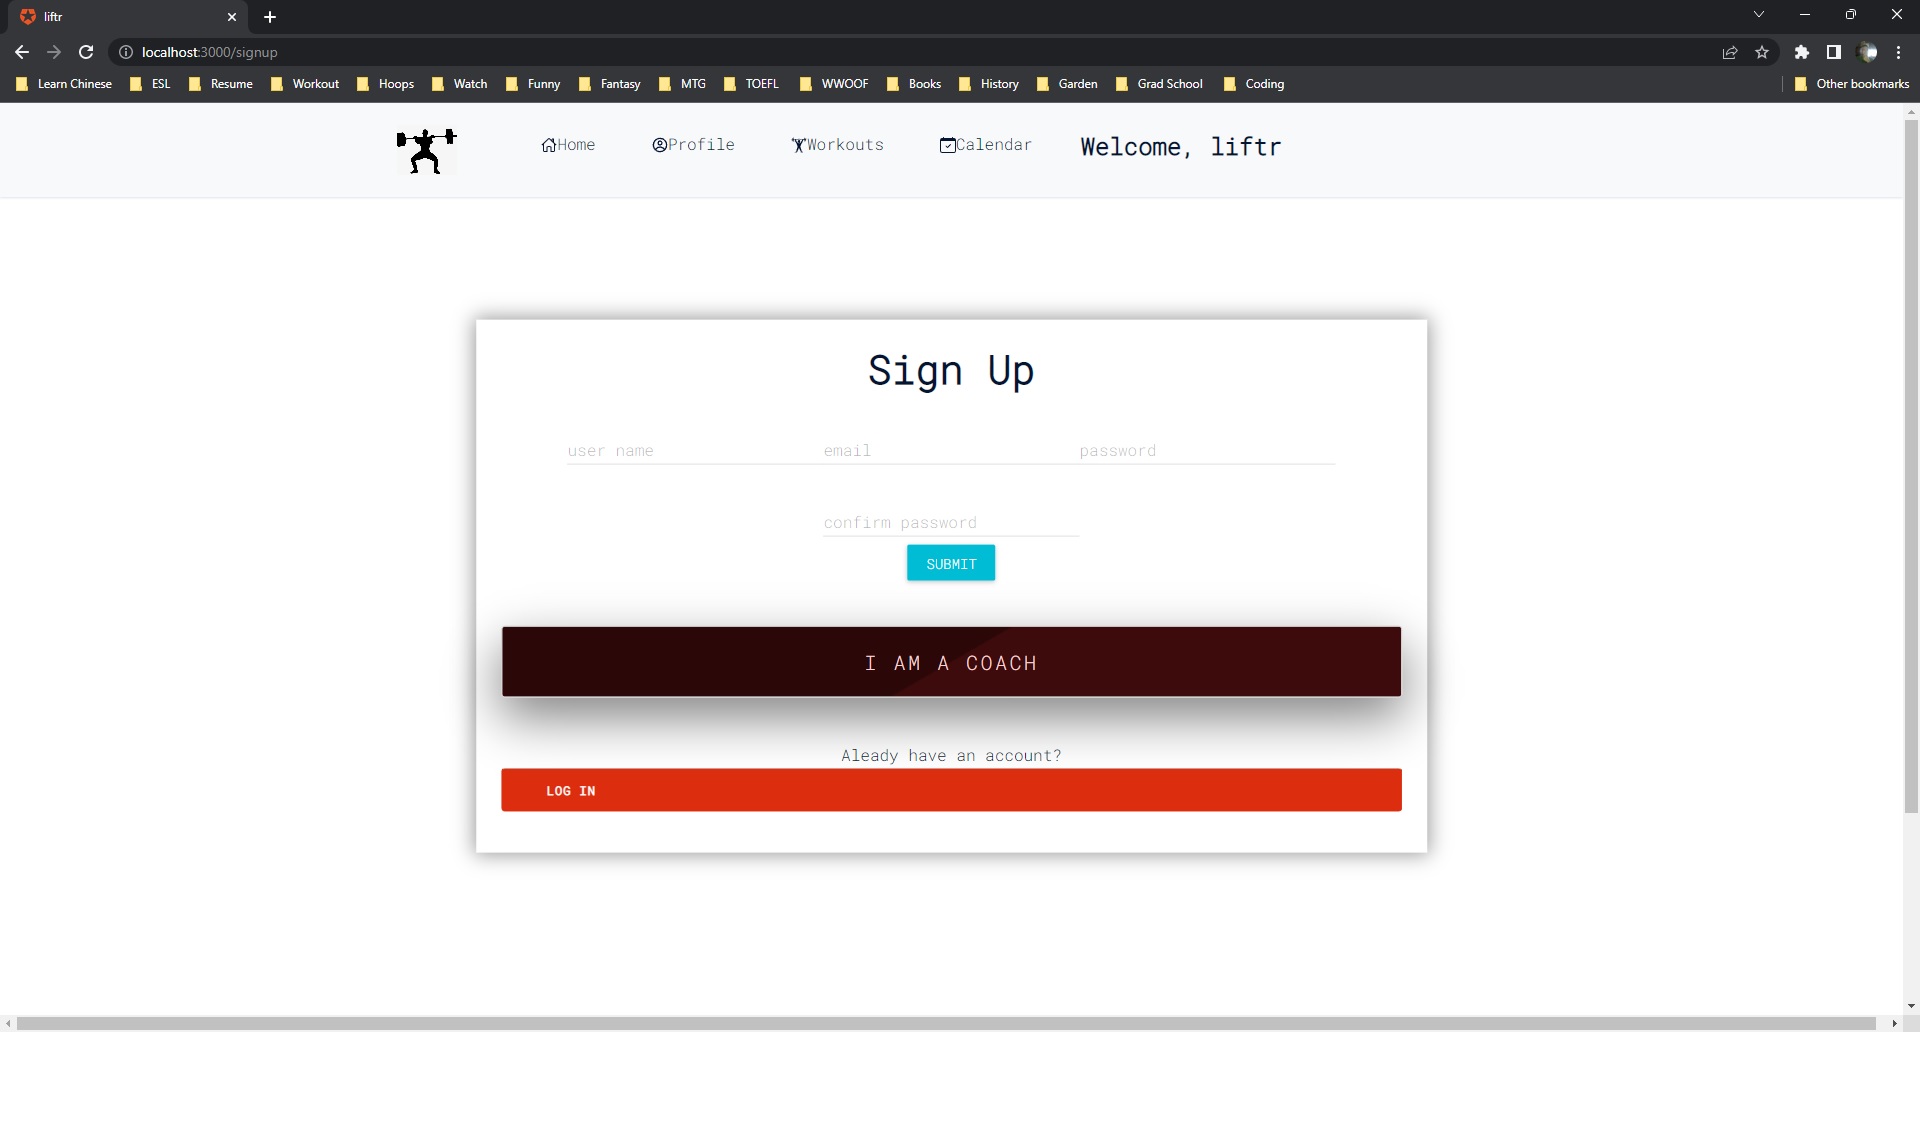 liftr
localhost:3000/signup
Learn Chinese ESL Resume Workout Hoops Watch Funny Fantasy MTG TOEFL WWOOF Books History Garden Grad School Coding Other bookmarks
Home Profile Workouts Calendar Welcome, liftr
Sign Up
user name email password
confirm password
SUBMIT
I AM A COACH
Aleady have an account?
LOG IN